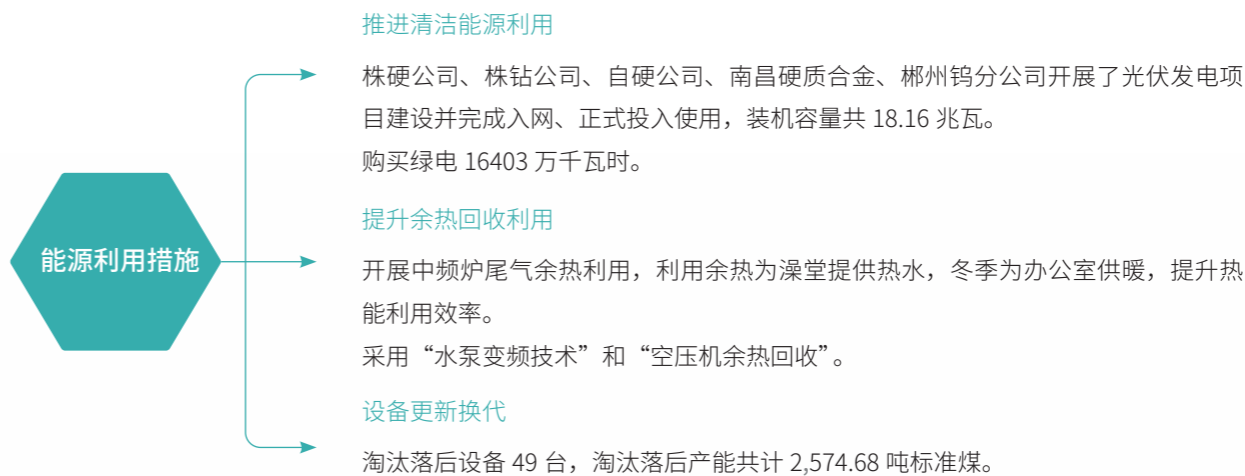 能源利用措施
推进清洁能源利用
株硬公司、株钻公司、自硬公司、南昌硬质合金、郴州钨分公司开展了光伏发电项
目建设并完成入网、正式投入使用，装机容量共 18.16 兆瓦。
购买绿电 16403 万千瓦时。
提升余热回收利用
开展中频炉尾气余热利用，利用余热为澡堂提供热水，冬季为办公室供暖，提升热
能利用效率。
采用“水泵变频技术”和“空压机余热回收”。
设备更新换代
淘汰落后设备 49 台，淘汰落后产能共计 2,574.68 吨标准煤。